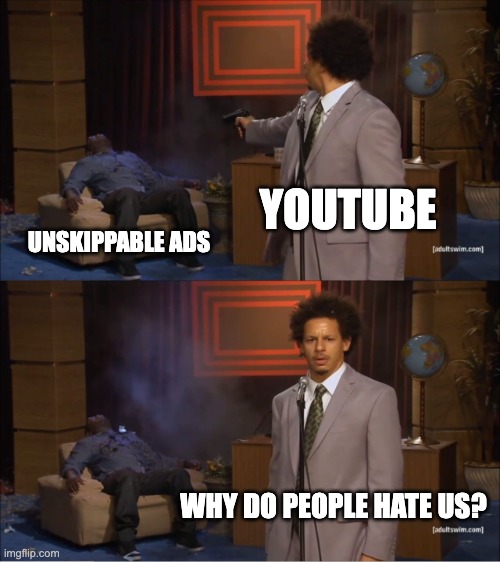 YOUTUBE
UNSKIPPABLE ADS
[adultswim.com]
WHY DO PEOPLE HATE US?
[adultswim.com]
imgflip.com